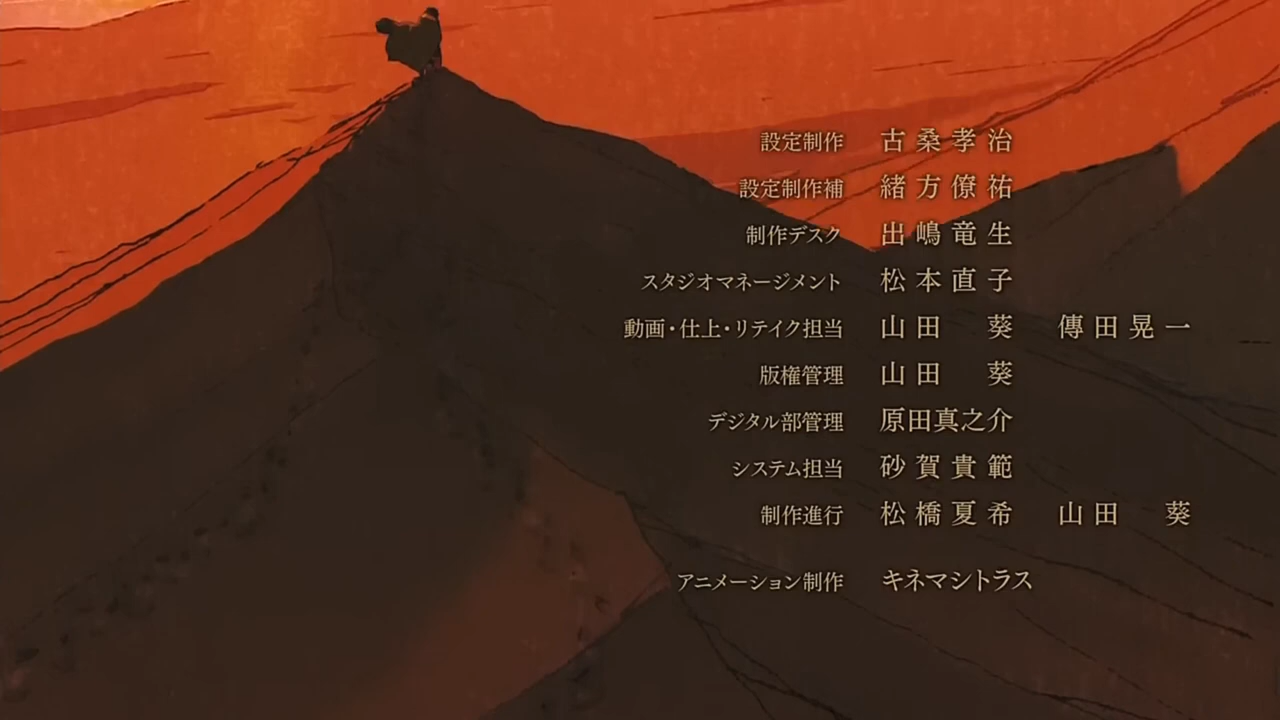 設定制作 古桑孝治
設定制作補 緒方僚祐
制作デスク 出嶋竜生
スタジオマネージメント 松本直子
動画・仕上・リテイク担当 山田 葵 傳田晃一
版権管理 山田 葵
デジタル部管理 原田真之介
システム担当 砂賀貴範
制作進行 松橋夏希 山田 葵
アニメーション制作 キネマシトラス